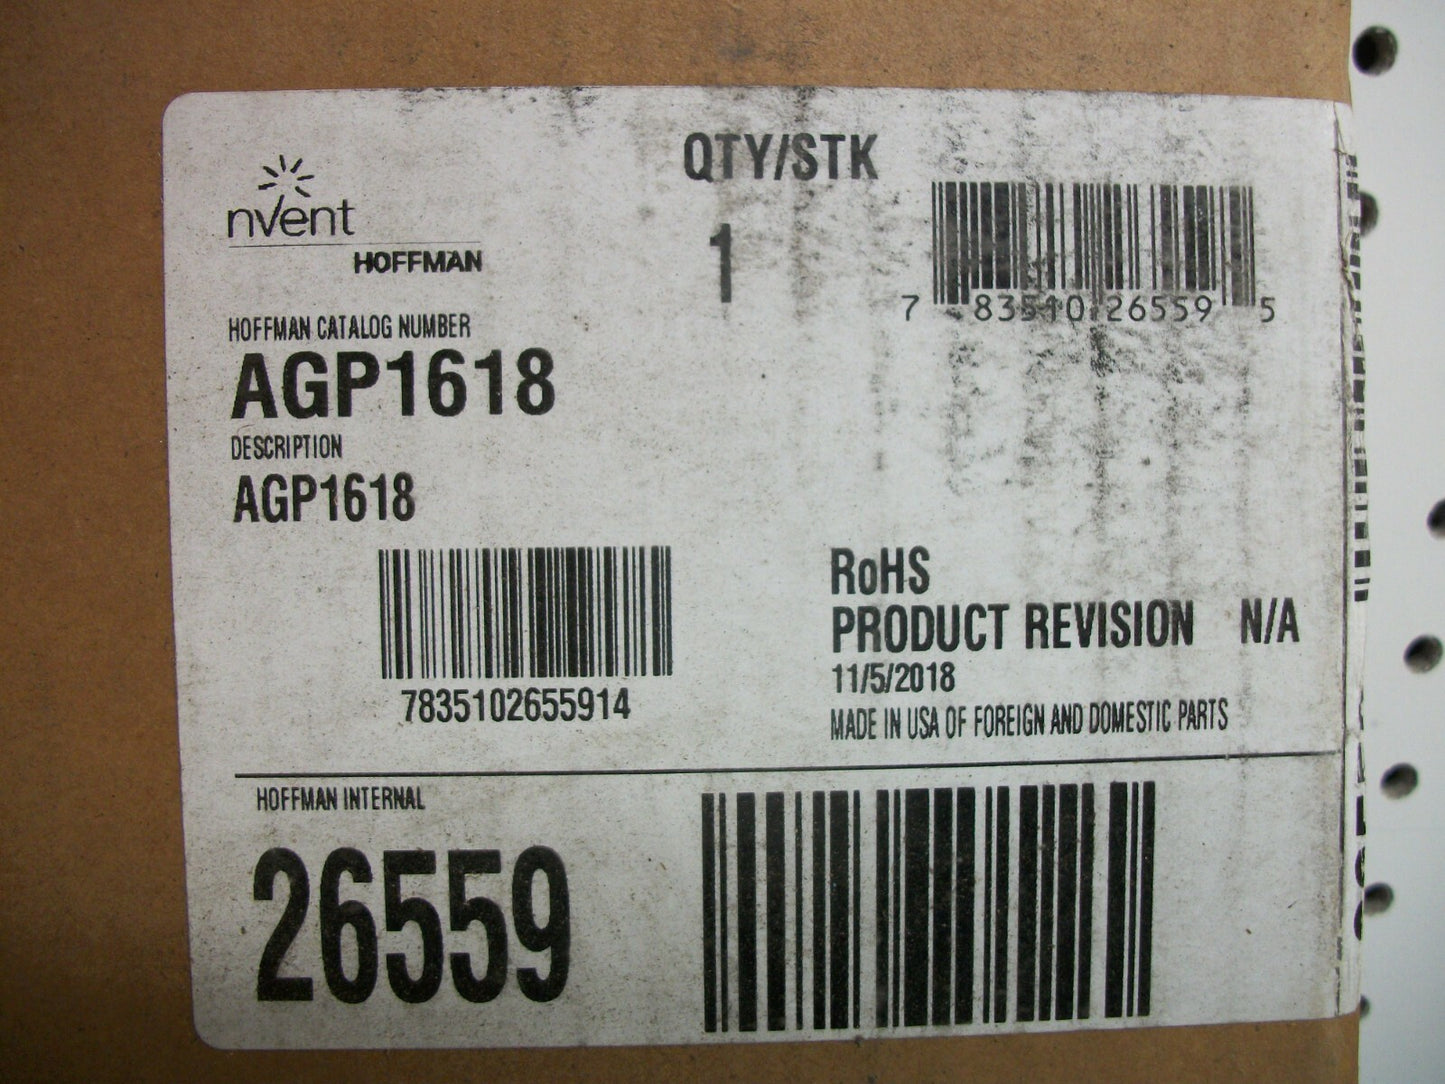 nVent
HOFFMAN
QTY/STK
1
7 83510 26559 5
HOFFMAN CATALOG NUMBER
AGP1618
DESCRIPTION
AGP1618
7835102655914
RoHS
PRODUCT REVISION N/A
11/5/2018
MADE IN USA OF FOREIGN AND DOMESTIC PARTS
HOFFMAN INTERNAL
26559